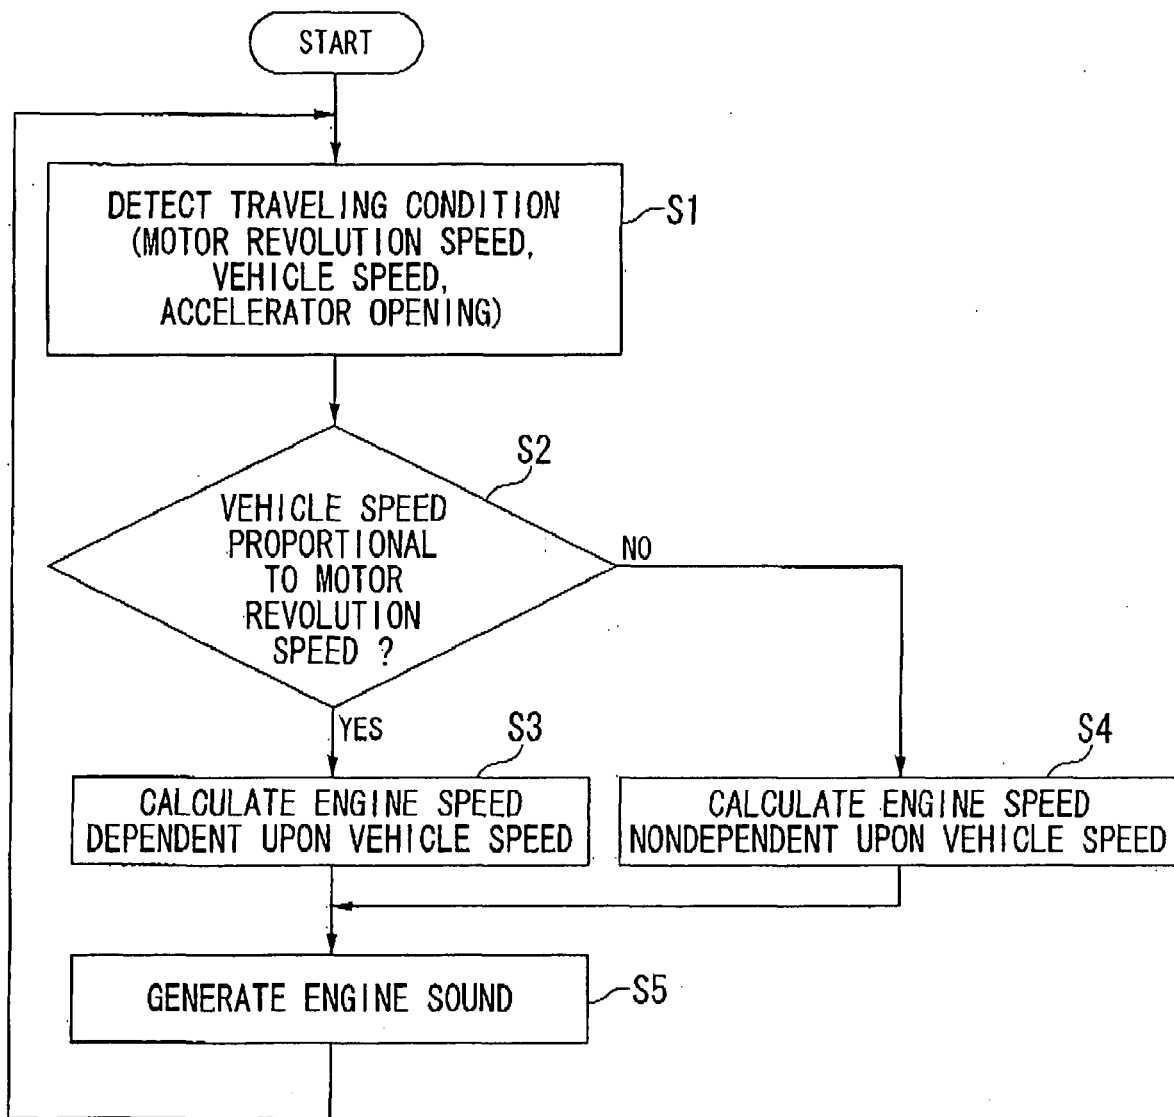 START
DETECT TRAVELING CONDITION
(MOTOR REVOLUTION SPEED,
VEHICLE SPEED,
ACCELERATOR OPENING)
S1
S2
VEHICLE SPEED
PROPORTIONAL
TO MOTOR
REVOLUTION
SPEED ?
NO
YES
S3
CALCULATE ENGINE SPEED
DEPENDENT UPON VEHICLE SPEED
S4
CALCULATE ENGINE SPEED
NONDEPENDENT UPON VEHICLE SPEED
GENERATE ENGINE SOUND
S5